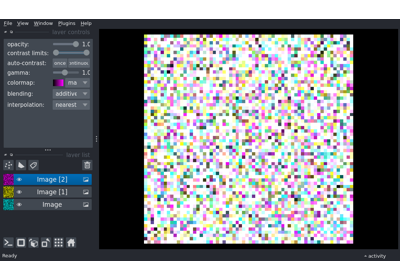 File View Window Plugins Help
layer controls
opacity: 1.0
contrast limits:
auto-contrast: once
gamma: 1.0
colormap: ma
blending: additive
interpolation: nearest
layer list
Image [2]
Image [1]
Image
Ready activity